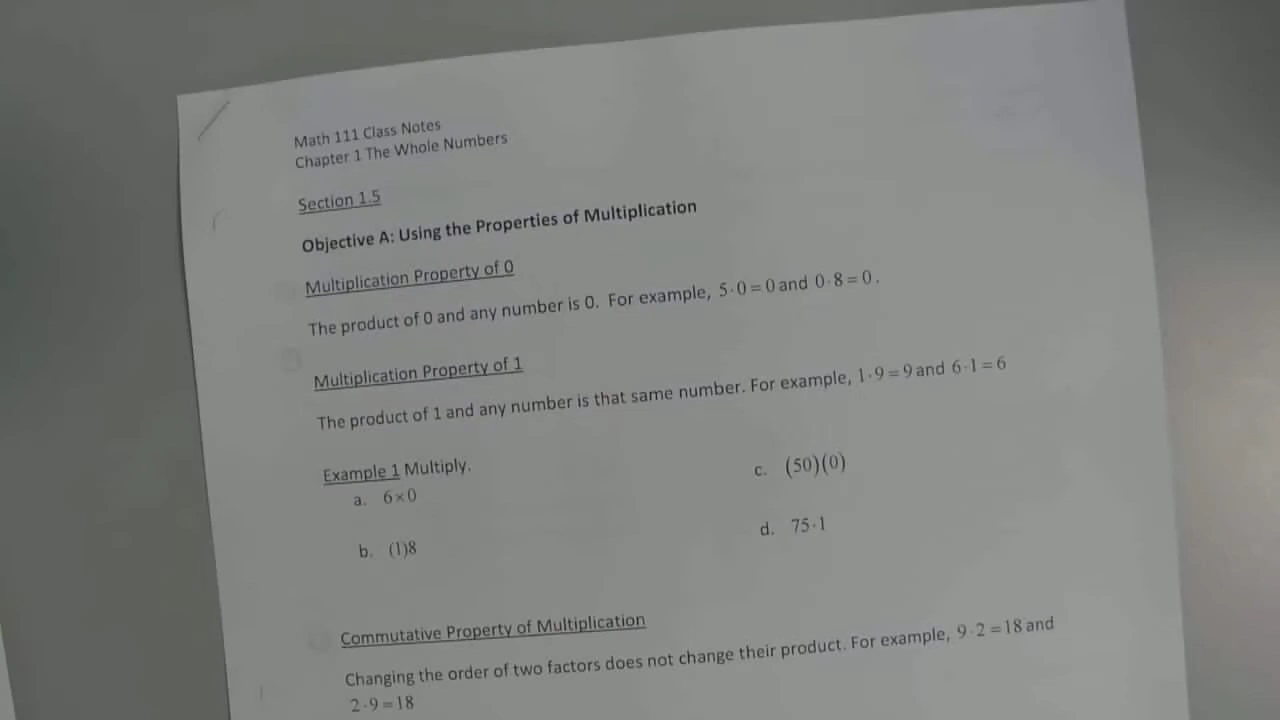 Math 111 Class Notes
Chapter 1 The Whole Numbers
Section 1.5
Objective A: Using the Properties of Multiplication
Multiplication Property of 0
The product of 0 and any number is 0. For example, 5·0=0 and 0·8=0.
Multiplication Property of 1
The product of 1 and any number is that same number. For example, 1·9=9 and 6·1=6
Example 1 Multiply.
a. 6×0
b. (1)8
c. (50)(0)
d. 75·1
Commutative Property of Multiplication
Changing the order of two factors does not change their product. For example, 9·2=18 and
2·9=18